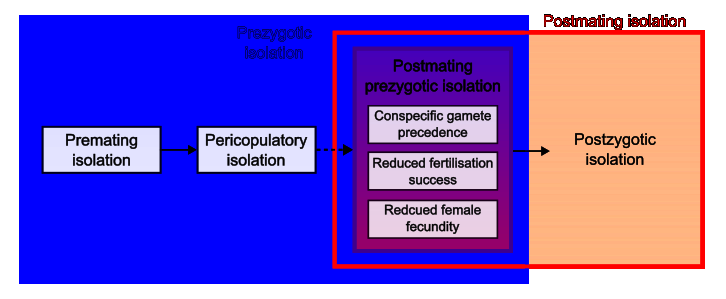 Postmating isolation
Prezygotic
isolation
Postmating
prezygotic isolation
Conspecific gamete
precedence
Premating
isolation
Pericopulatory
isolation
Reduced fertilisation
success
Postzygotic
isolation
Redcued female
fecundity